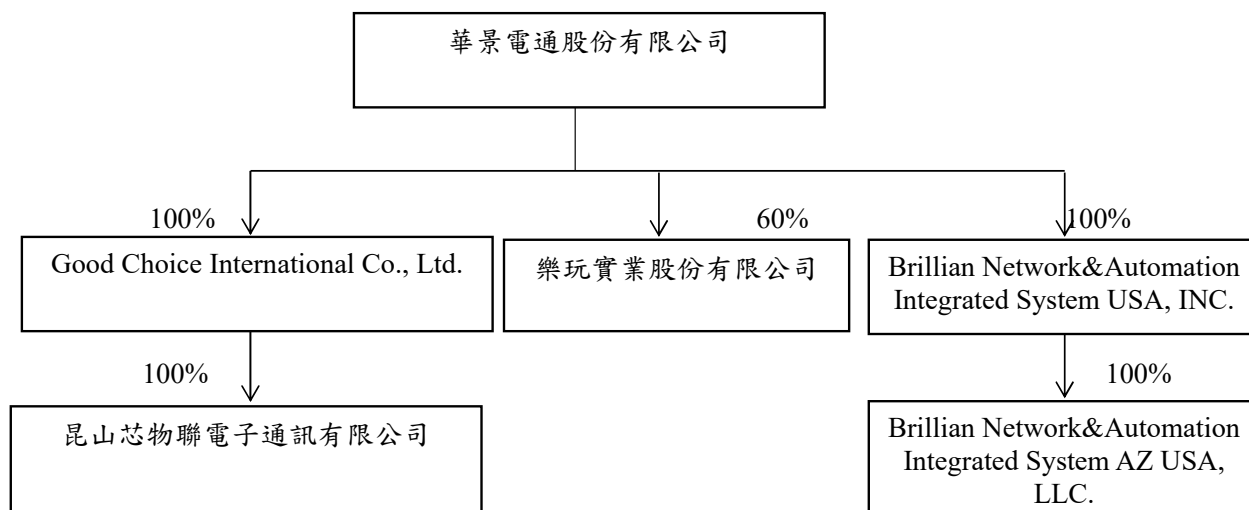 華景電通股份有限公司
100%
60%
100%
Good Choice International Co., Ltd.
樂玩實業股份有限公司
Brillian Network&Automation
Integrated System USA, INC.
100%
100%
昆山芯物聯電子通訊有限公司
Brillian Network&Automation
Integrated System AZ USA,
LLC.